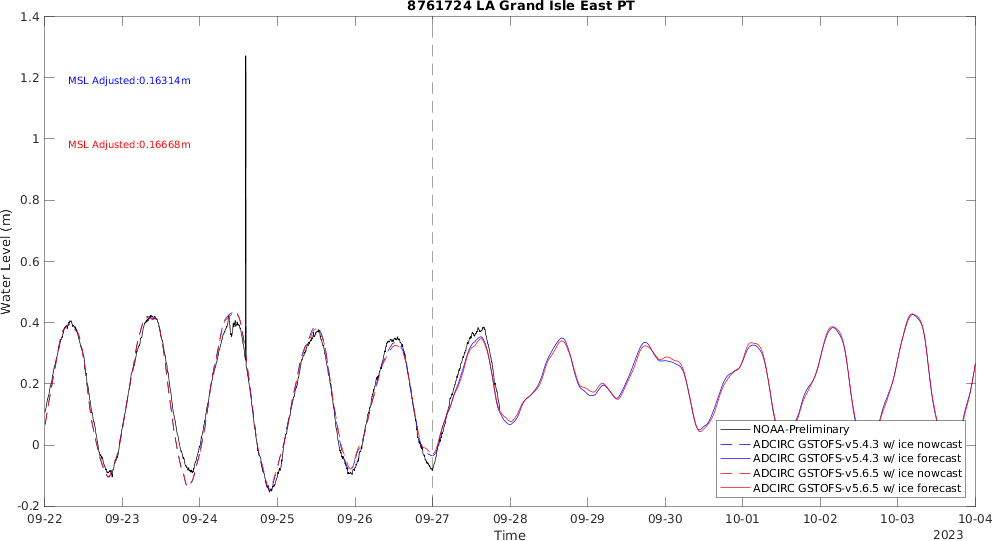 8761724 LA Grand Isle East PT
1.4
1.2
1
0.8
0.6
0.4
0.2
0
-0.2
Water Level (m)
MSL Adjusted:0.16314m
MSL Adjusted:0.16668m
NOAA-Preliminary
ADCIRC GSTOFS-v5.4.3 w/ ice nowcast
ADCIRC GSTOFS-v5.4.3 w/ ice forecast
ADCIRC GSTOFS-v5.6.5 w/ ice nowcast
ADCIRC GSTOFS-v5.6.5 w/ ice forecast
09-22 09-23 09-24 09-25 09-26 09-27 09-28 09-29 09-30 10-01 10-02 10-03 10-04
Time
2023